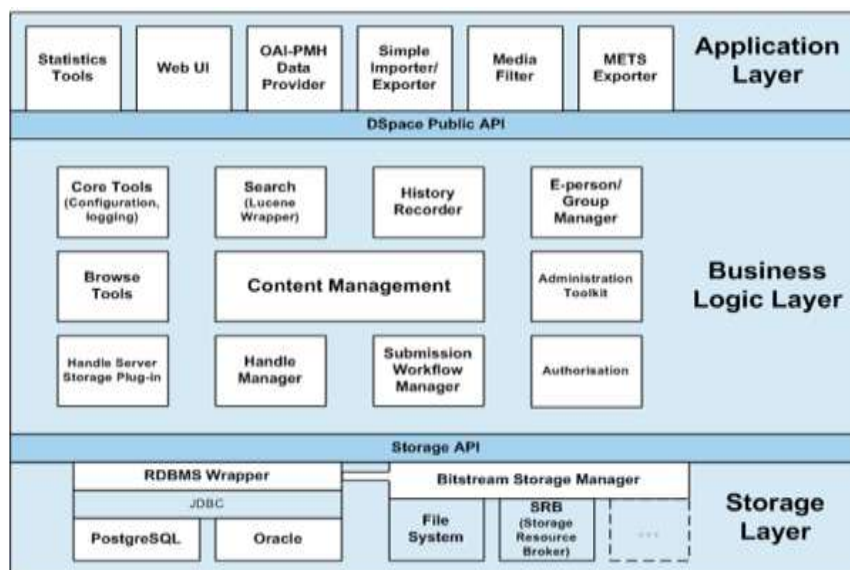 Statistics
Tools
Web UI
OAI-PMH
Data
Provider
Simple
Importer/
Exporter
Media
Filter
METS
Exporter
Application
Layer
DSpace Public API
Core Tools
(Configuration,
logging)
Search
(Lucene
Wrapper)
History
Recorder
E-person/
Group
Manager
Browse
Tools
Content Management
Administration
Toolkit
Business
Logic Layer
Handle Server
Storage Plug-in
Handle
Manager
Submission
Workflow
Manager
Authorisation
Storage API
RDBMS Wrapper
JDBC
PostgreSQL
Oracle
Bitstream Storage Manager
File
System
SRB
(Storage
Resource
Broker)
...
Storage
Layer